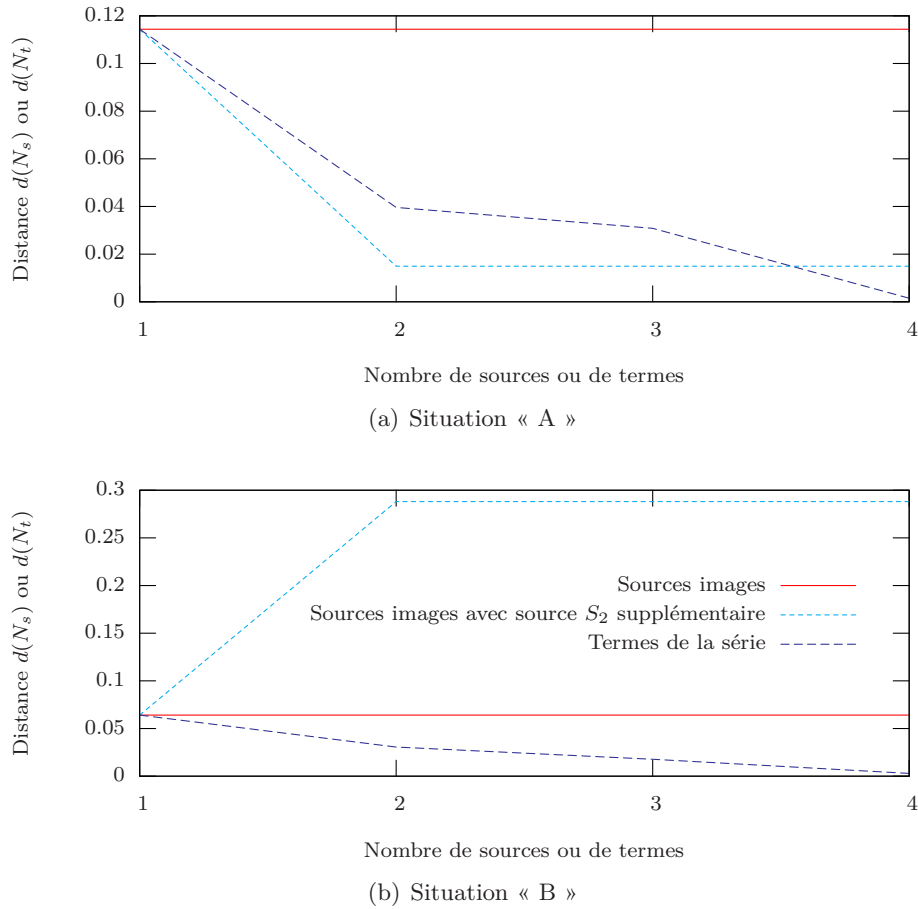 0.12
0.1
0.08
0.06
0.04
0.02
0
Distance d(N_s) ou d(N_t)
1 2 3 4
Nombre de sources ou de termes
(a) Situation « A »
0.3
0.25
0.2
0.15
0.1
0.05
0
Distance d(N_s) ou d(N_t)
Sources images
Sources images avec source S_2 supplémentaire
Termes de la série
1 2 3 4
Nombre de sources ou de termes
(b) Situation « B »